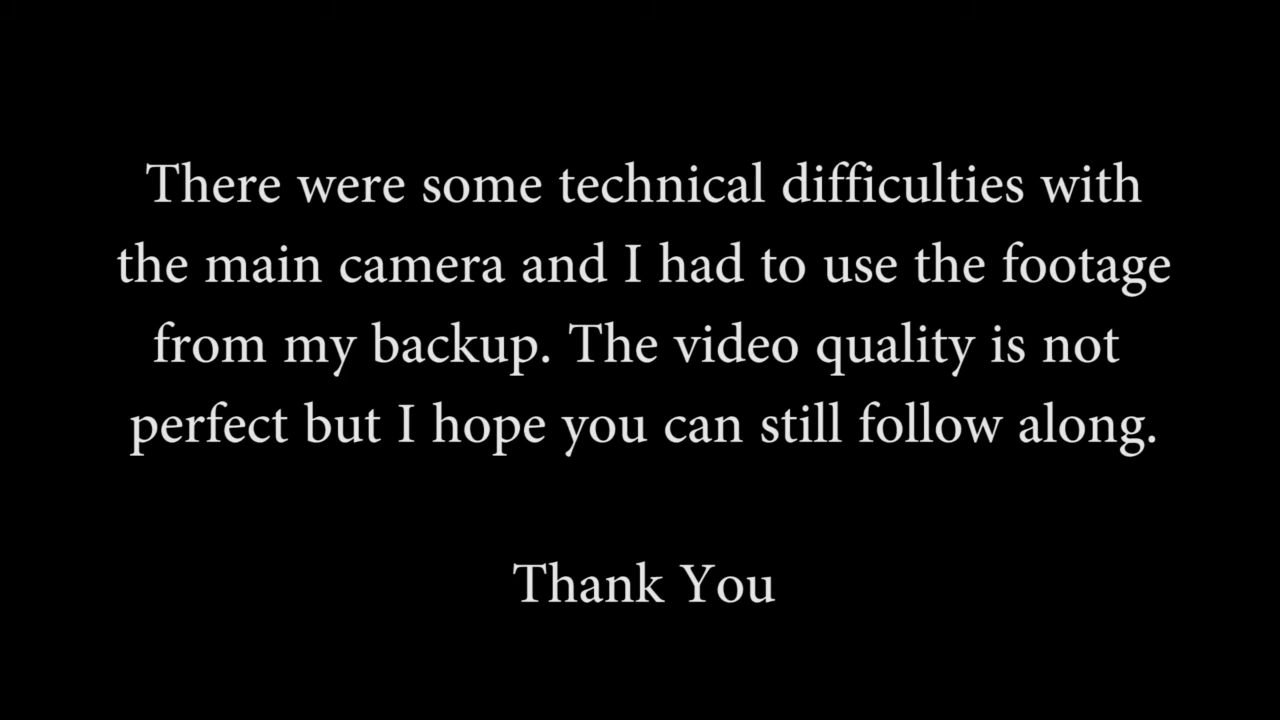 There were some technical difficulties with
the main camera and I had to use the footage
from my backup. The video quality is not
perfect but I hope you can still follow along.
Thank You